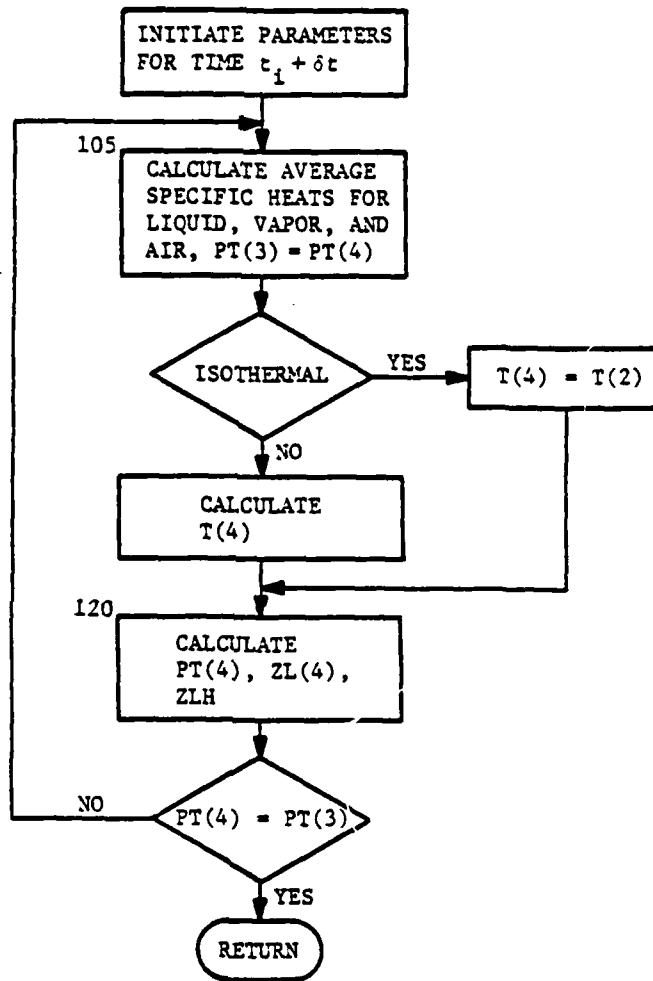 INITIATE PARAMETERS
FOR TIME t_i + δt
105
CALCULATE AVERAGE
SPECIFIC HEATS FOR
LIQUID, VAPOR, AND
AIR, PT(3) = PT(4)
ISOTHERMAL
YES
T(4) = T(2)
NO
CALCULATE
T(4)
120
CALCULATE
PT(4), ZL(4),
ZLH
NO
PT(4) = PT(3)
YES
RETURN